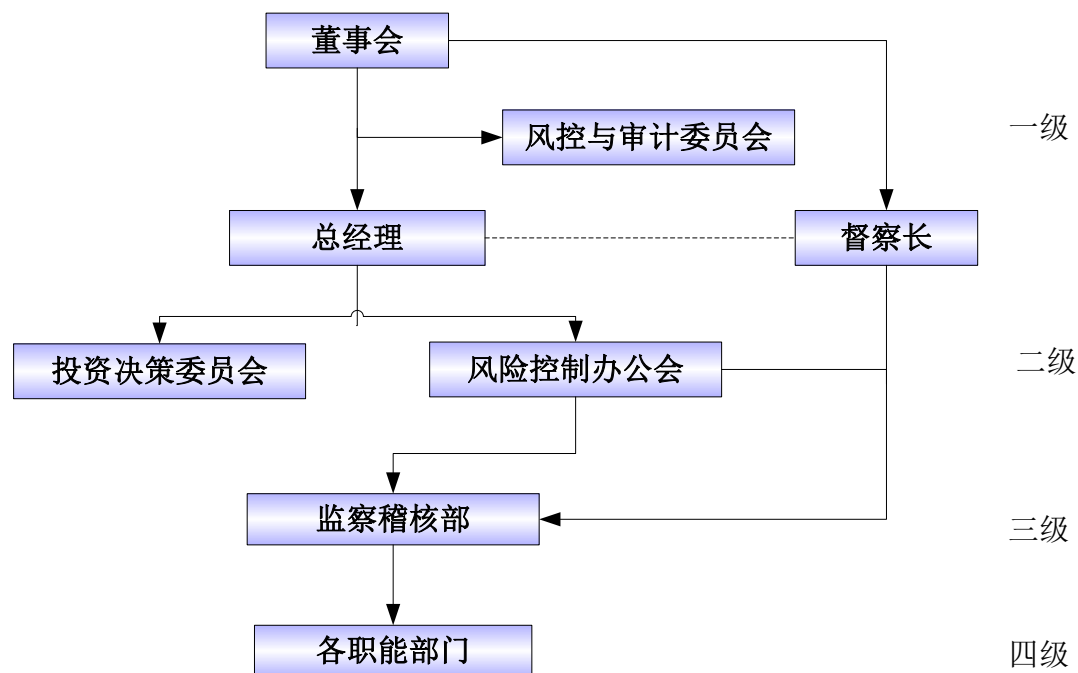 董事会
风控与审计委员会
一级
总经理
督察长
投资决策委员会
风险控制办公会
二级
监察稽核部
三级
各职能部门
四级